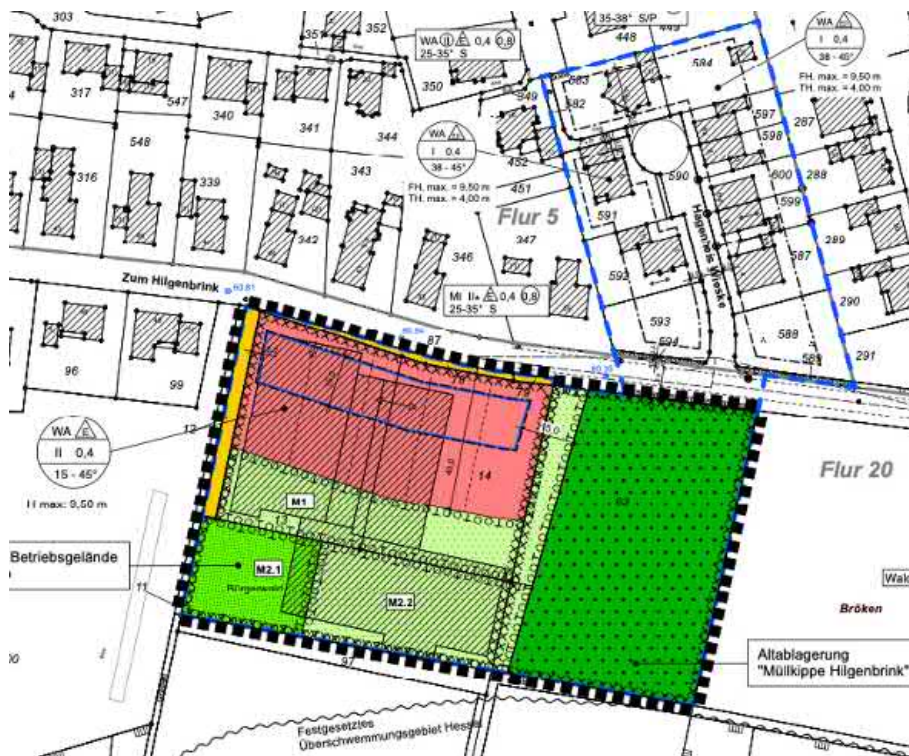 303
352
351
WA II E 0,4 0,8
25-35° S
35-38° S/P
448
449
WA
I 0,4
38 - 45°
FH. max. = 9,50 m
TH. max. = 4,00 m
317
547
340
341
344
350
349
583
582
584
597
598
287
548
316
339
343
342
WA
I 0,4
38 - 45°
FH. max. = 9,50 m
TH. max. = 4,00 m
452
451
590
600
599
288
591
Flur 5
347
346
592
587
289
290
588
593
594
589
291
Zum Hilgenbrink
MI II E 0,4 0,8
25-35° S
87
96
99
12
WA E
II 0,4
15 - 45°
H max: 9,50 m
14
Flur 20
M1
Betriebsgelände
M2.1
M2.2
11
Bröken
Altablagerung
"Müllkippe Hilgenbrink"
97
Festgesetztes
Überschwemmungsgebiet Hessel